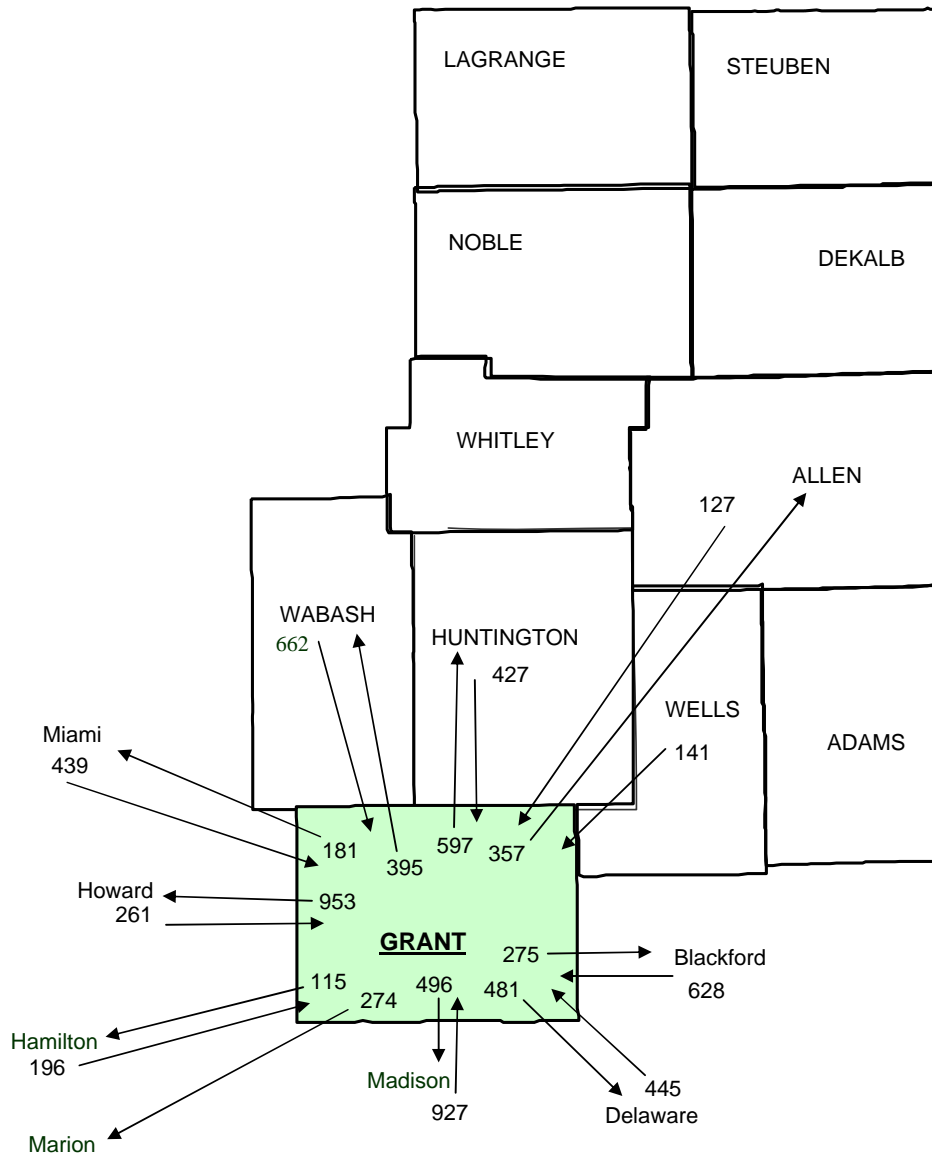 LAGRANGE
STEUBEN
NOBLE
DEKALB
WHITLEY
ALLEN
127
WABASH
662
HUNTINGTON
427
WELLS
141
ADAMS
Miami
439
181
395
597
357
Howard
261
953
GRANT
275
Blackford
628
115
274
496
481
Hamilton
196
Madison
927
445
Delaware
Marion